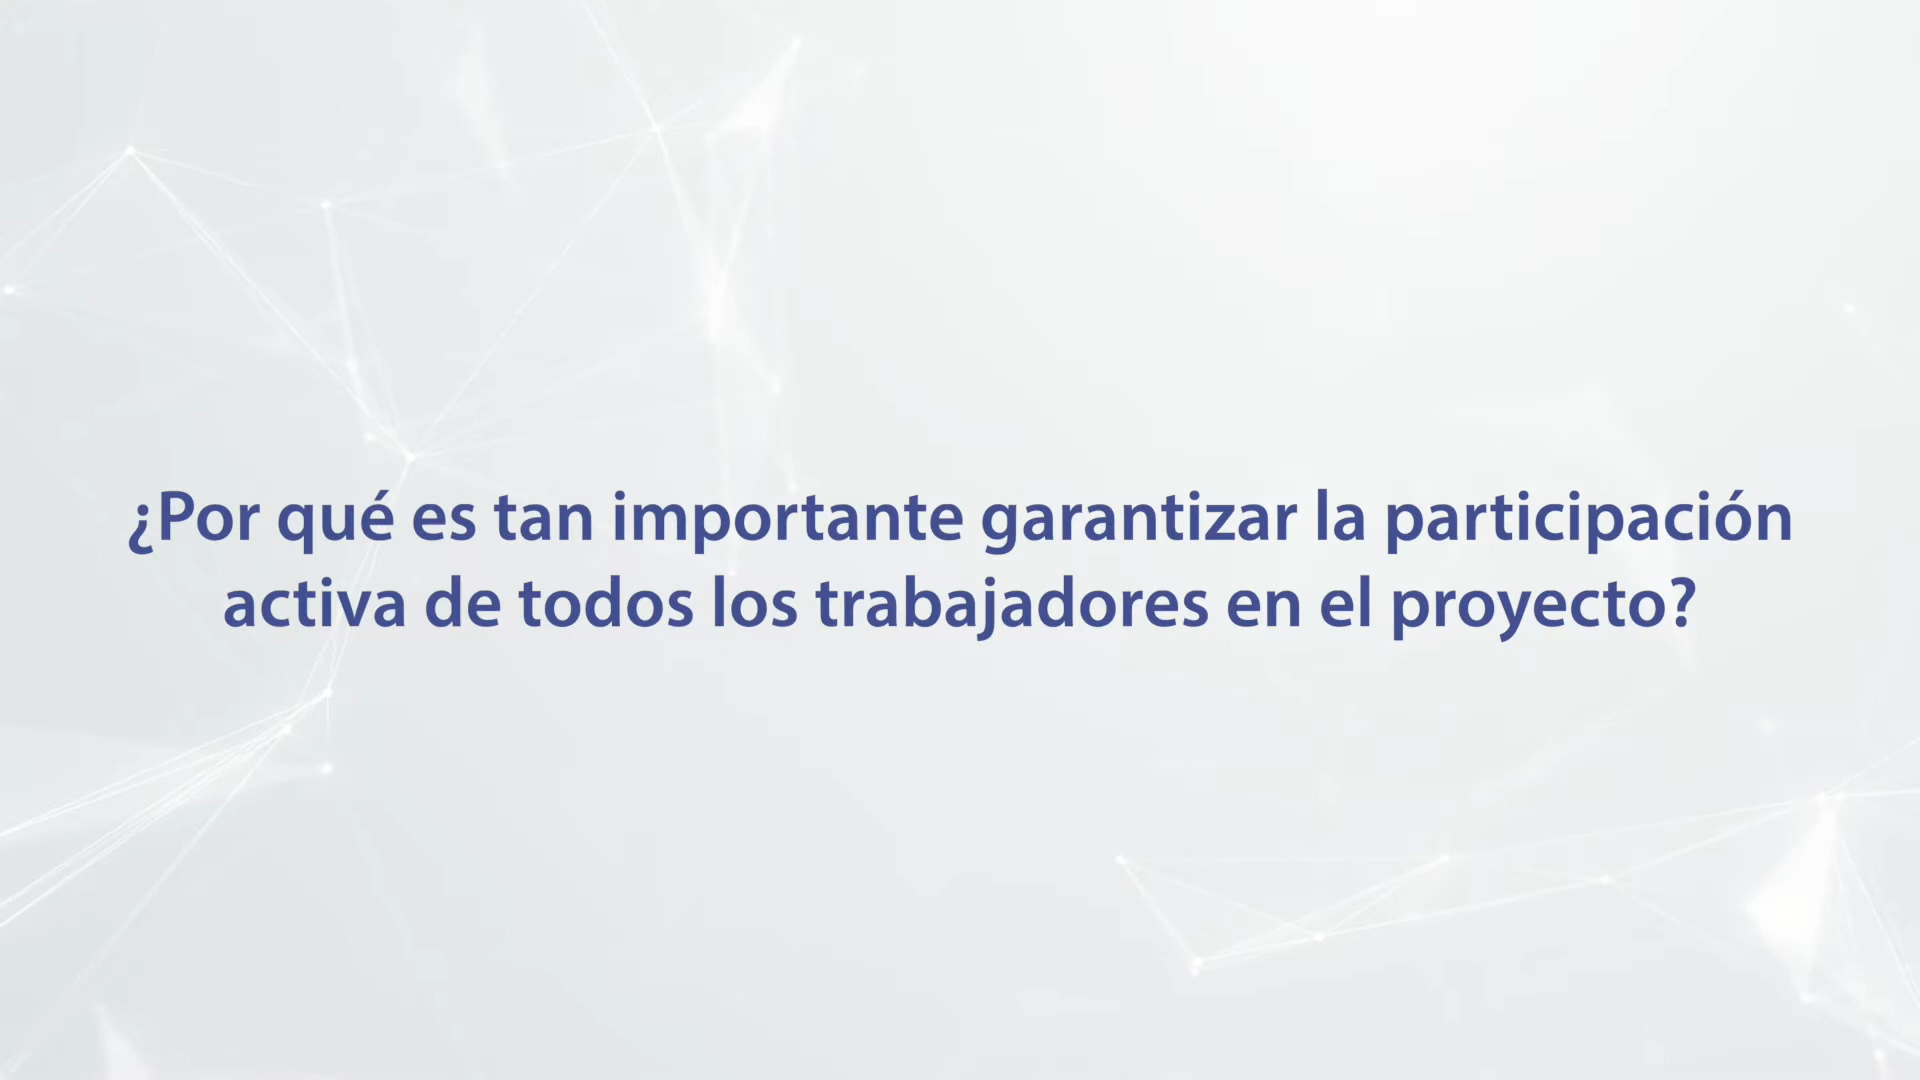 ¿Por qué es tan importante garantizar la participación
activa de todos los trabajadores en el proyecto?